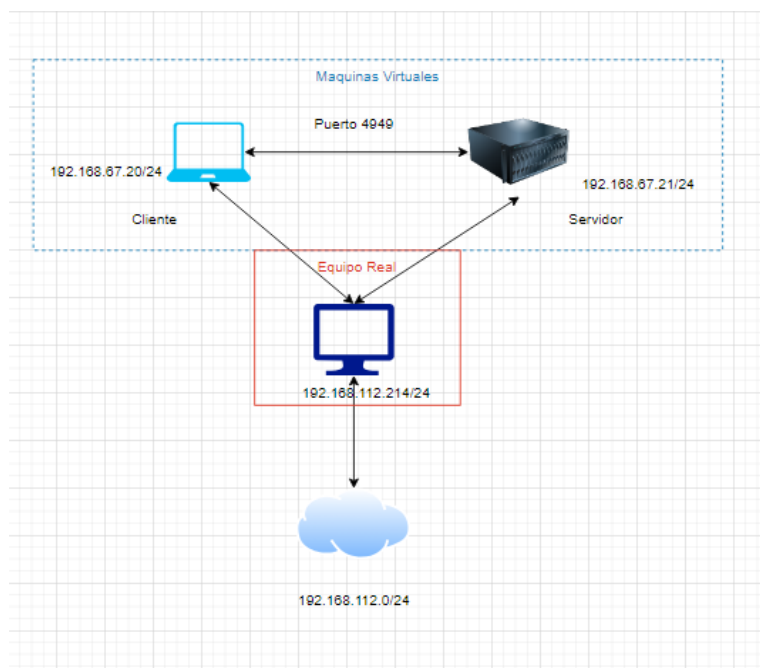 Maquinas Virtuales
Puerto 4949
192.168.67.20/24
192.168.67.21/24
Cliente
Servidor
Equipo Real
192.168.112.214/24
192.168.112.0/24